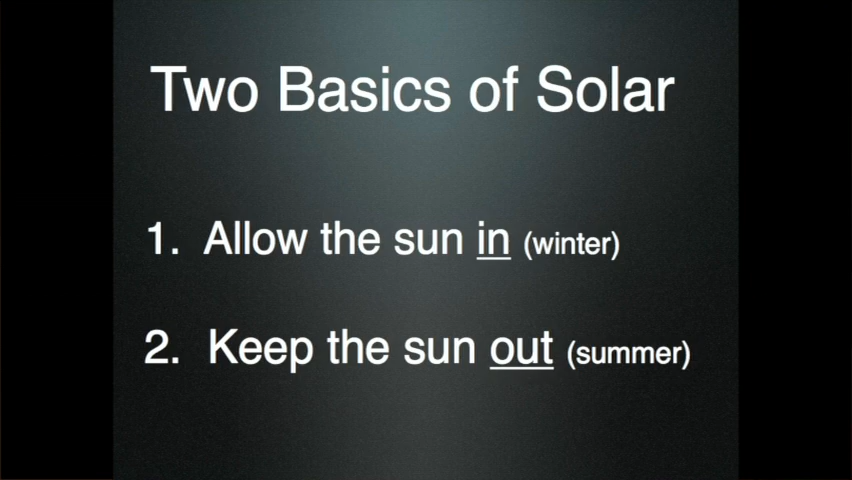 Two Basics of Solar
1. Allow the sun in (winter)
2. Keep the sun out (summer)